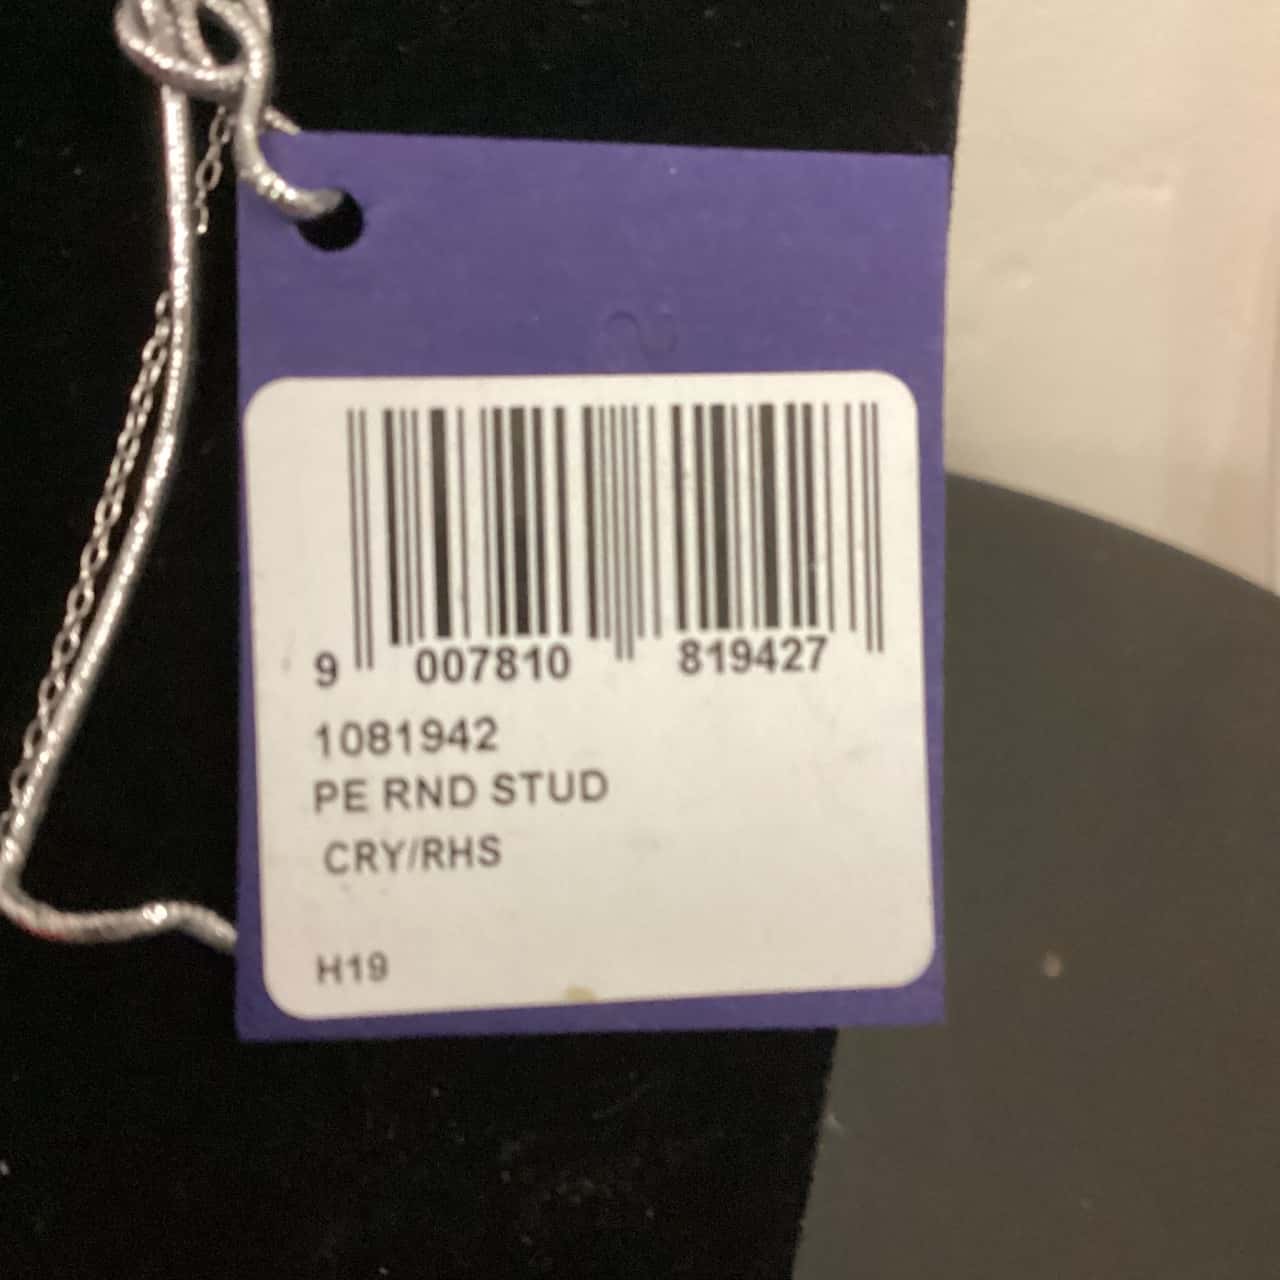 9 007810 819427
1081942
PE RND STUD
CRY/RHS
H19